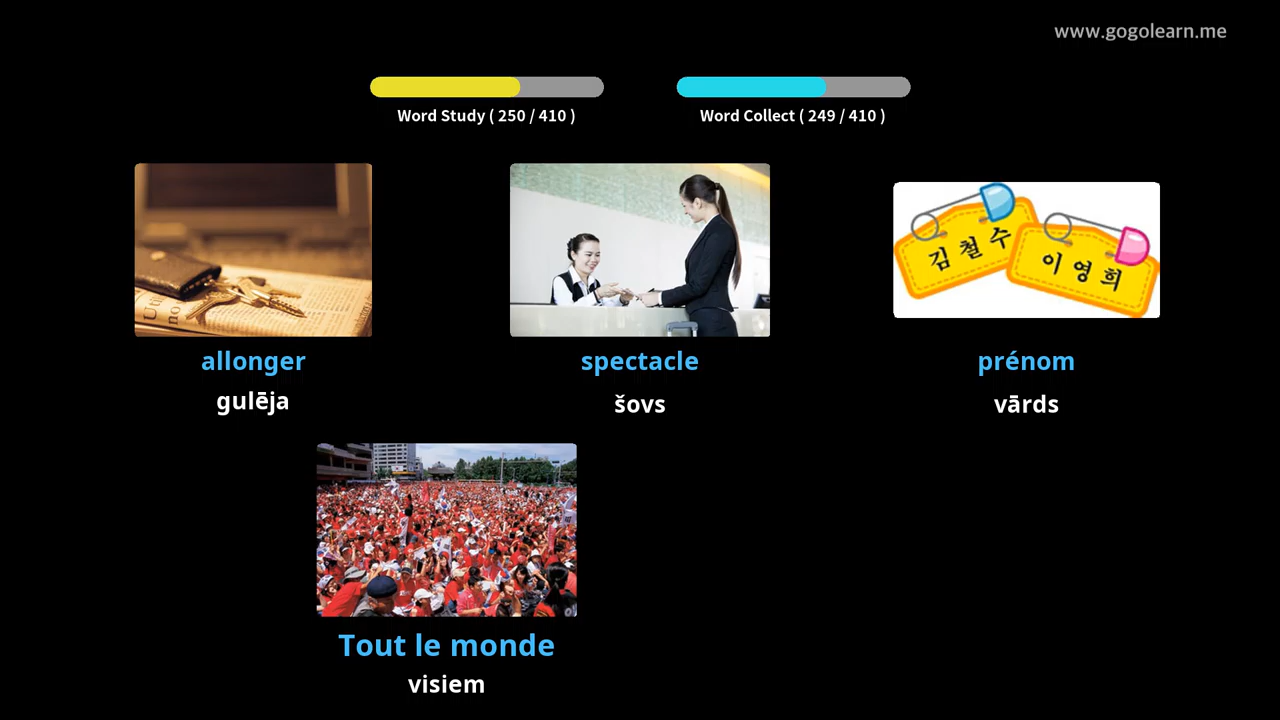 www.gogolearn.me
Word Study ( 250 / 410 )
Word Collect ( 249 / 410 )
김철수
이영희
allonger
spectacle
prénom
gulēja
šovs
vārds
Tout le monde
visiem